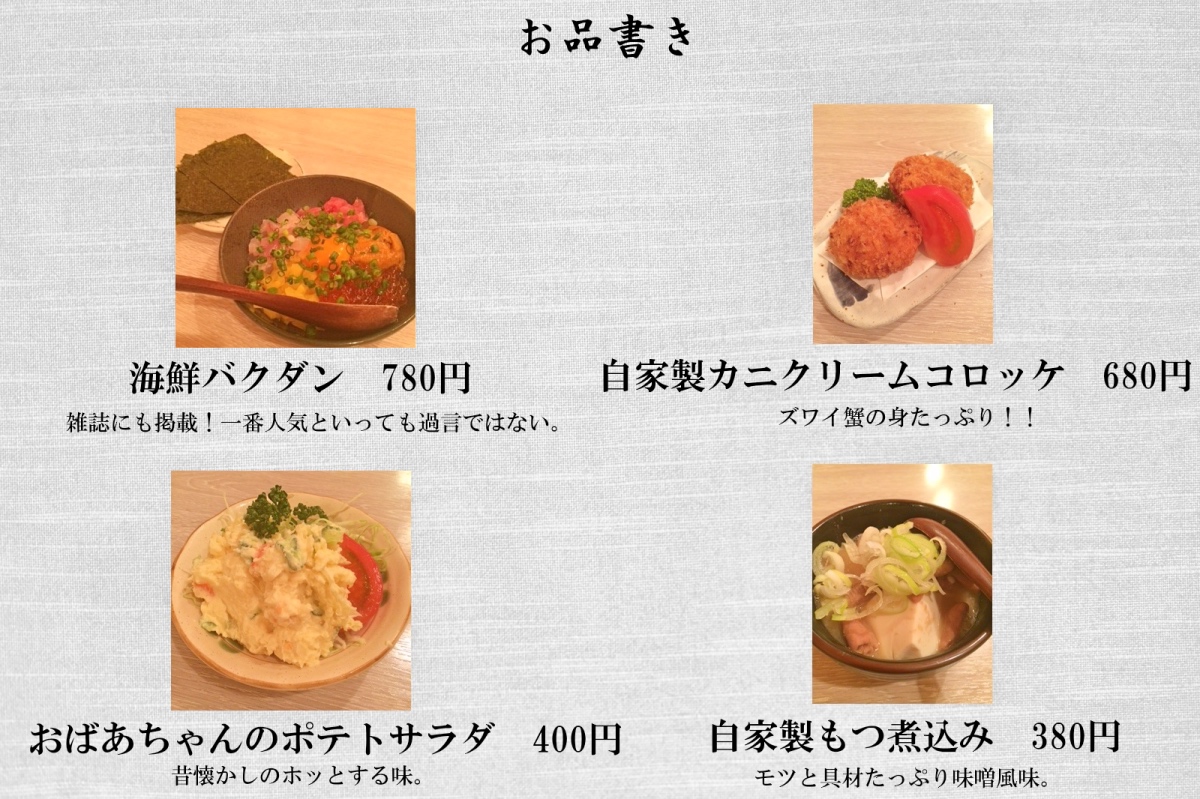 お品書き
海鮮バクダン　780円
雑誌にも掲載！一番人気といっても過言ではない。
自家製カニクリームコロッケ　680円
ズワイ蟹の身たっぷり！！
おばあちゃんのポテトサラダ　400円
昔懐かしのホッとする味。
自家製もつ煮込み　380円
モツと具材たっぷり味噌風味。